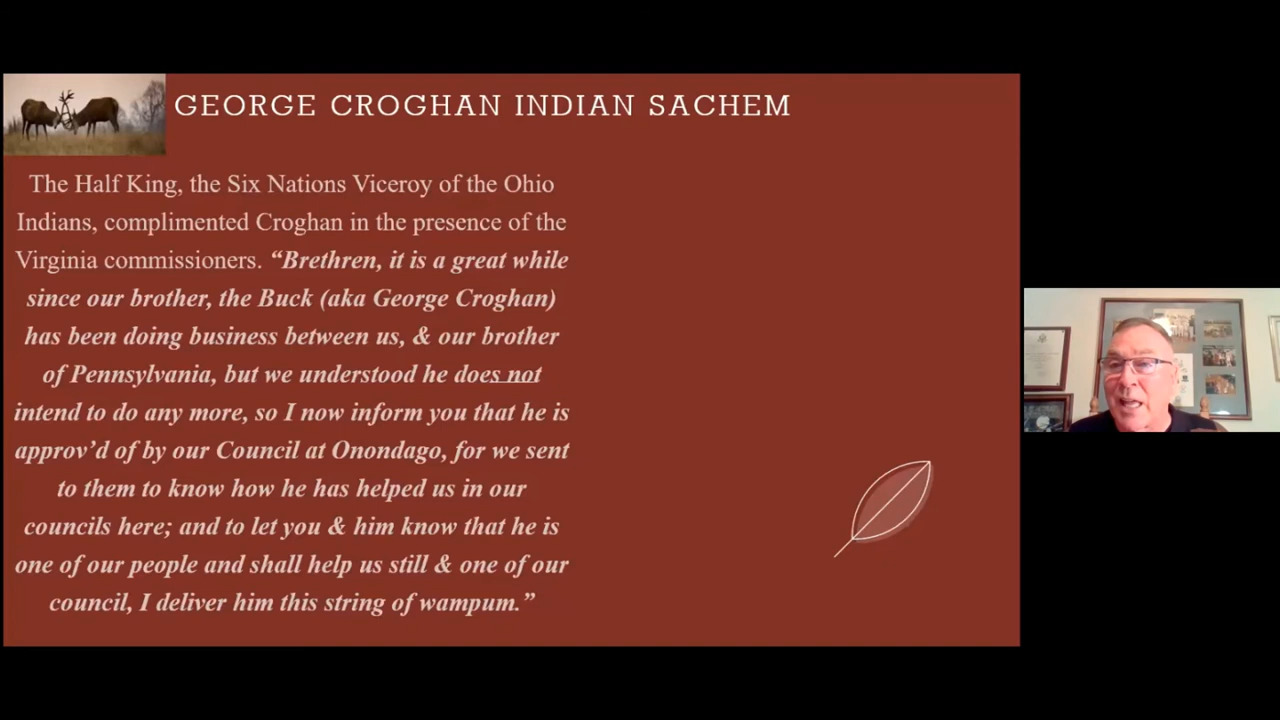 GEORGE CROGHAN INDIAN SACHEM
The Half King, the Six Nations Viceroy of the Ohio
Indians, complimented Croghan in the presence of the
Virginia commissioners. “Brethren, it is a great while
since our brother, the Buck (aka George Croghan)
has been doing business between us, & our brother
of Pennsylvania, but we understood he does not
intend to do any more, so I now inform you that he is
approv’d of by our Council at Onondago, for we sent
to them to know how he has helped us in our
councils here; and to let you & him know that he is
one of our people and shall help us still & one of our
council, I deliver him this string of wampum.”